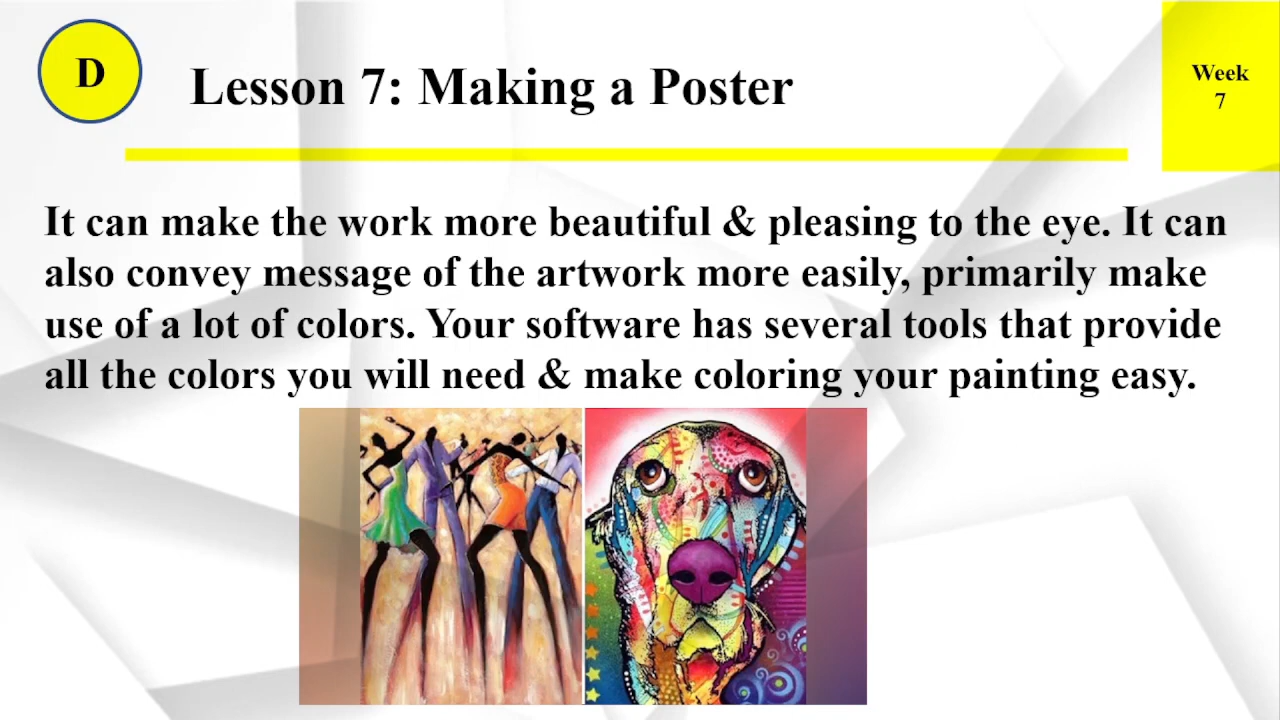 D
Lesson 7: Making a Poster
Week
7
It can make the work more beautiful & pleasing to the eye. It can
also convey message of the artwork more easily, primarily make
use of a lot of colors. Your software has several tools that provide
all the colors you will need & make coloring your painting easy.